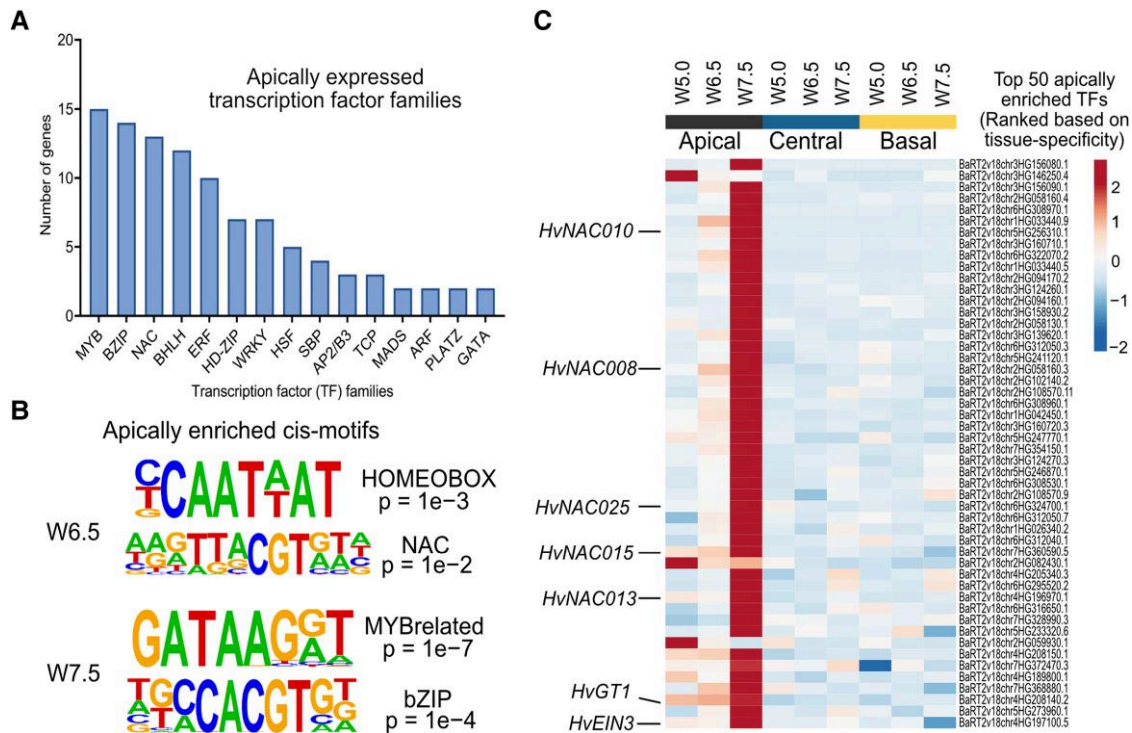 A
20
15
10
5
0
Number of genes
Apically expressed
transcription factor families
MYB
BZIP
NAC
BHLH
ERF
HD-ZIP
WRKY
HSF
SBP
AP2/B3
TCP
MADS
ARF
PLATZ
GATA
Transcription factor (TF) families
B
Apically enriched cis-motifs
W6.5
HOMEOBOX
p = 1e−3
NAC
p = 1e−2
W7.5
MYBrelated
p = 1e−7
bZIP
p = 1e−4
C
W5.0 W6.5 W7.5 W5.0 W6.5 W7.5 W5.0 W6.5 W7.5
Apical Central Basal
Top 50 apically
enriched TFs
(Ranked based on
tissue-specificity)
2
1
0
−1
−2
HvNAC010
HvNAC008
HvNAC025
HvNAC015
HvNAC013
HvGT1
HvEIN3
BaRT2v18chr3HG156080.1
BaRT2v18chr3HG146250.4
BaRT2v18chr3HG156090.1
BaRT2v18chr2HG058160.4
BaRT2v18chr6HG308970.1
BaRT2v18chr1HG033440.9
BaRT2v18chr5HG256310.1
BaRT2v18chr3HG160710.1
BaRT2v18chr6HG322070.2
BaRT2v18chr1HG033440.5
BaRT2v18chr2HG094170.2
BaRT2v18chr3HG124260.1
BaRT2v18chr2HG094160.1
BaRT2v18chr3HG158930.2
BaRT2v18chr2HG058130.1
BaRT2v18chr3HG139620.1
BaRT2v18chr6HG312050.3
BaRT2v18chr5HG241120.1
BaRT2v18chr2HG058160.3
BaRT2v18chr2HG102140.2
BaRT2v18chr2HG108570.11
BaRT2v18chr6HG308960.1
BaRT2v18chr1HG042450.1
BaRT2v18chr3HG160720.3
BaRT2v18chr5HG247770.1
BaRT2v18chr7HG354150.1
BaRT2v18chr3HG124270.3
BaRT2v18chr5HG246870.1
BaRT2v18chr6HG308530.1
BaRT2v18chr2HG108570.9
BaRT2v18chr6HG324700.1
BaRT2v18chr6HG312050.7
BaRT2v18chr1HG026340.2
BaRT2v18chr6HG312040.1
BaRT2v18chr7HG360590.5
BaRT2v18chr2HG082430.1
BaRT2v18chr4HG205340.3
BaRT2v18chr6HG295520.2
BaRT2v18chr4HG196970.1
BaRT2v18chr6HG316650.1
BaRT2v18chr7HG328990.3
BaRT2v18chr5HG233320.6
BaRT2v18chr2HG059930.1
BaRT2v18chr4HG208150.1
BaRT2v18chr7HG372470.3
BaRT2v18chr4HG189800.1
BaRT2v18chr7HG368880.1
BaRT2v18chr4HG208140.2
BaRT2v18chr5HG273960.1
BaRT2v18chr4HG197100.5